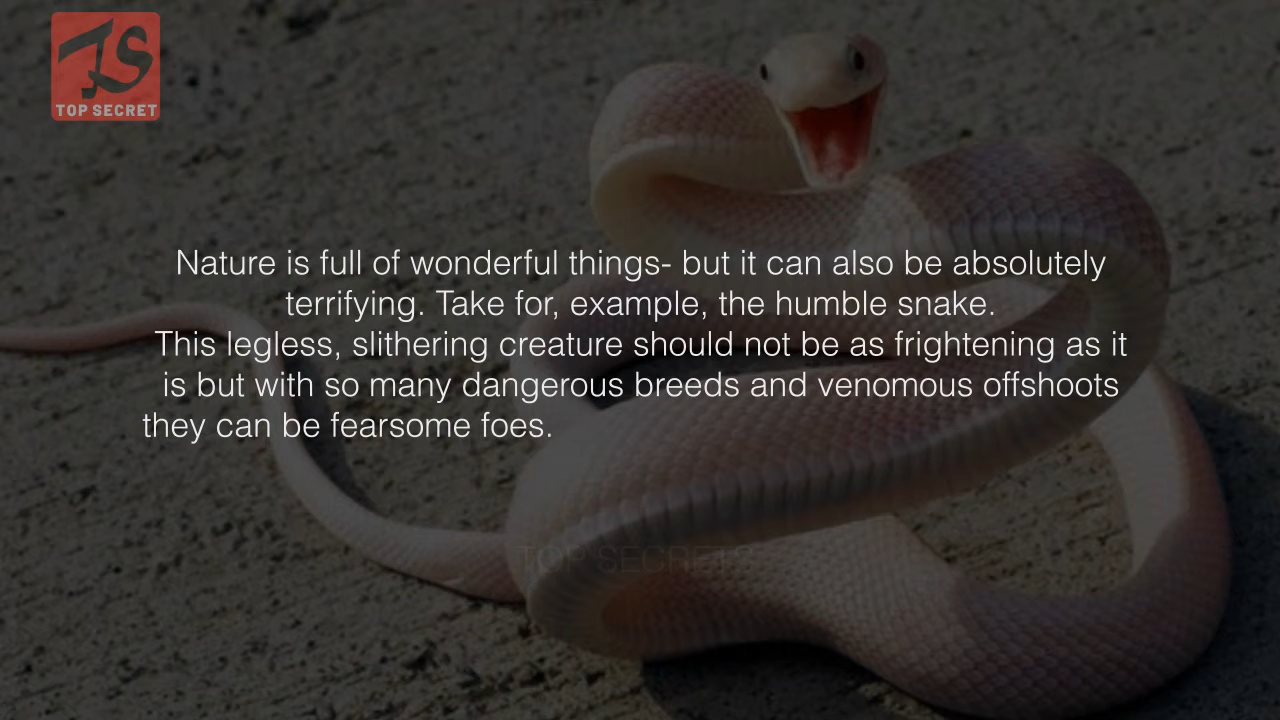 TS
TOP SECRET
Nature is full of wonderful things- but it can also be absolutely
terrifying. Take for, example, the humble snake.
This legless, slithering creature should not be as frightening as it
is but with so many dangerous breeds and venomous offshoots
they can be fearsome foes.
TOP SECRETS